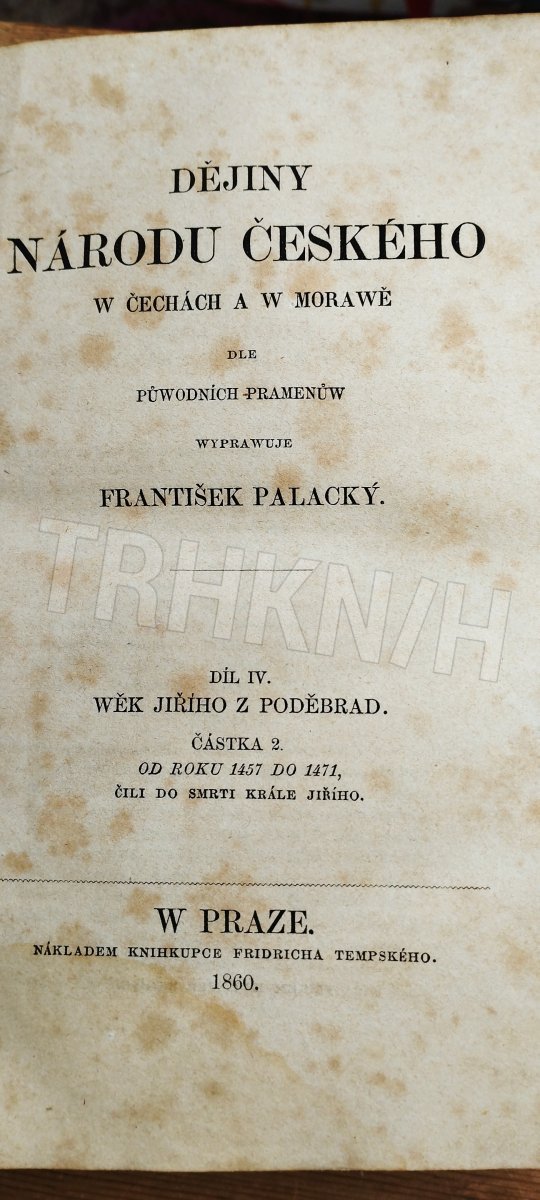 DĚJINY
NÁRODU ČESKÉHO
W ČECHÁCH A W MORAWĚ
DLE
PŮWODNÍCH PRAMENŮW
WYPRAWUJE
FRANTIŠEK PALACKÝ.
TRHKN/H
DÍL IV.
WĚK JIŘÍHO Z PODĚBRAD.
ČÁSTKA 2.
OD ROKU 1457 DO 1471,
ČILI DO SMRTI KRÁLE JIŘÍHO.
W PRAZE.
NÁKLADEM KNIHKUPCE FRIDRICHA TEMPSKÉHO.
1860.